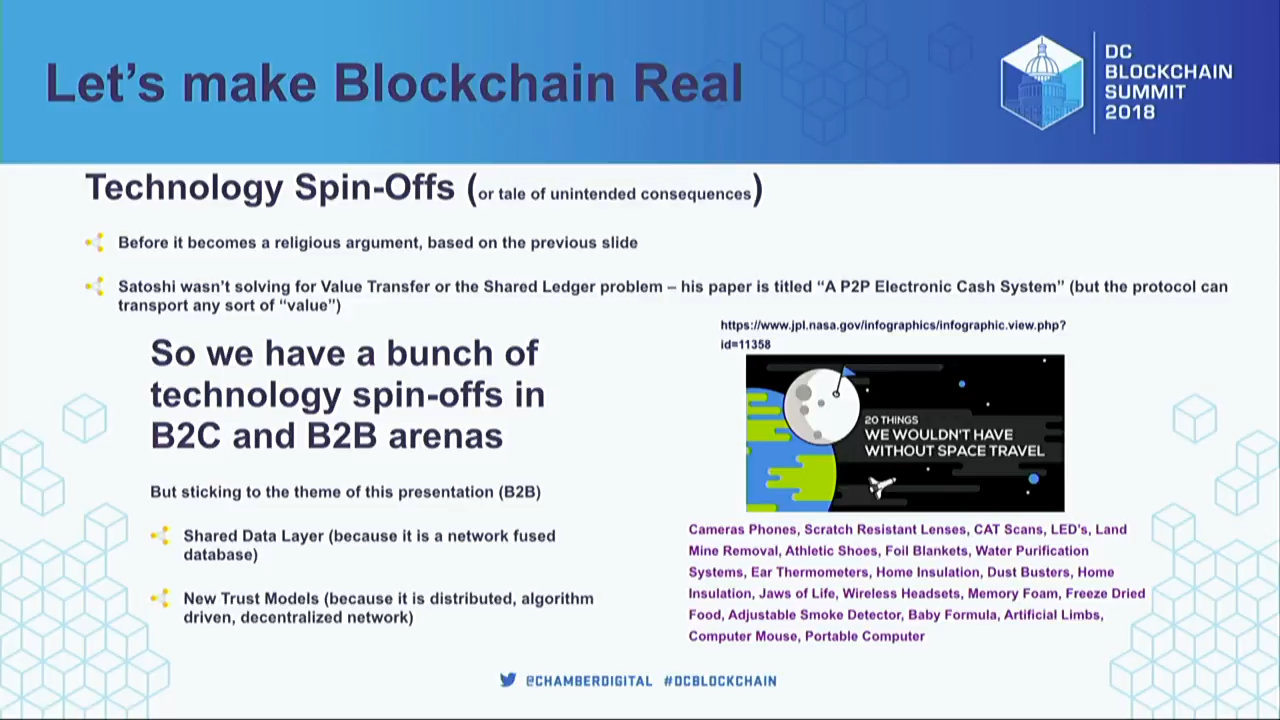 Let’s make Blockchain Real
DC
BLOCKCHAIN
SUMMIT
2018
Technology Spin-Offs (or tale of unintended consequences)
Before it becomes a religious argument, based on the previous slide
Satoshi wasn’t solving for Value Transfer or the Shared Ledger problem – his paper is titled “A P2P Electronic Cash System” (but the protocol can
transport any sort of “value”)
So we have a bunch of
technology spin-offs in
B2C and B2B arenas
But sticking to the theme of this presentation (B2B)
Shared Data Layer (because it is a network fused
database)
New Trust Models (because it is distributed, algorithm
driven, decentralized network)
https://www.jpl.nasa.gov/infographics/infographic.view.php?
id=11358
20 THINGS
WE WOULDN'T HAVE
WITHOUT SPACE TRAVEL
Cameras Phones, Scratch Resistant Lenses, CAT Scans, LED's, Land
Mine Removal, Athletic Shoes, Foil Blankets, Water Purification
Systems, Ear Thermometers, Home Insulation, Dust Busters, Home
Insulation, Jaws of Life, Wireless Headsets, Memory Foam, Freeze Dried
Food, Adjustable Smoke Detector, Baby Formula, Artificial Limbs,
Computer Mouse, Portable Computer
@CHAMBERDIGITAL #DCBLOCKCHAIN